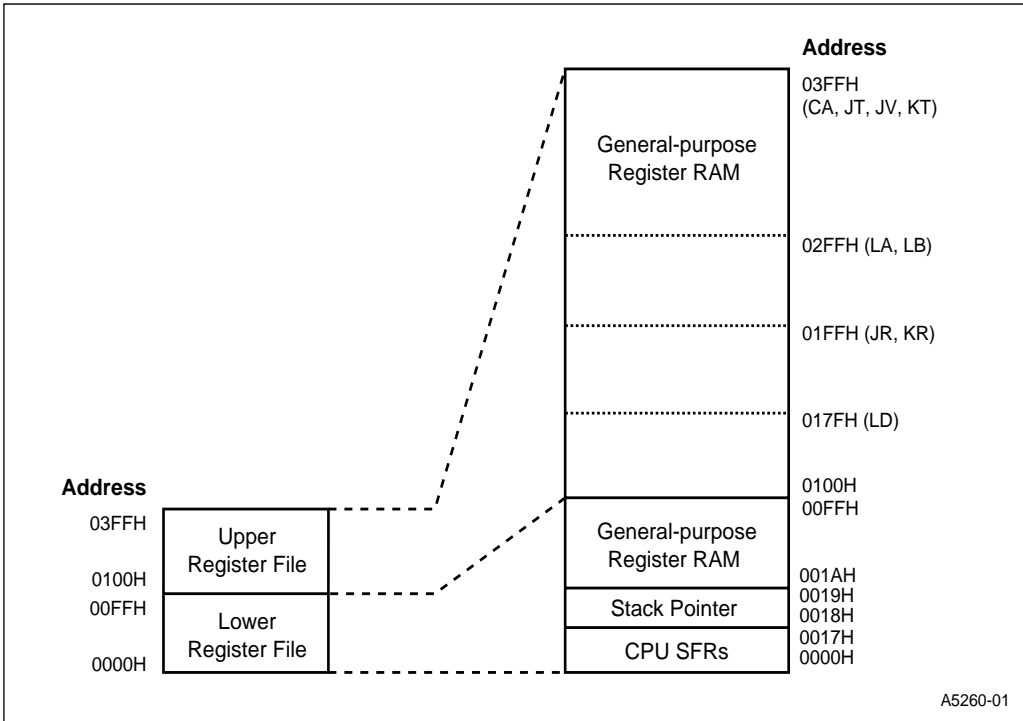 Address
03FFH
(CA, JT, JV, KT)
General-purpose
Register RAM
02FFH (LA, LB)
01FFH (JR, KR)
017FH (LD)
0100H
00FFH
General-purpose
Register RAM
001AH
0019H
Stack Pointer
0018H
0017H
CPU SFRs
0000H
Address
03FFH
Upper
Register File
0100H
00FFH
Lower
Register File
0000H
A5260-01